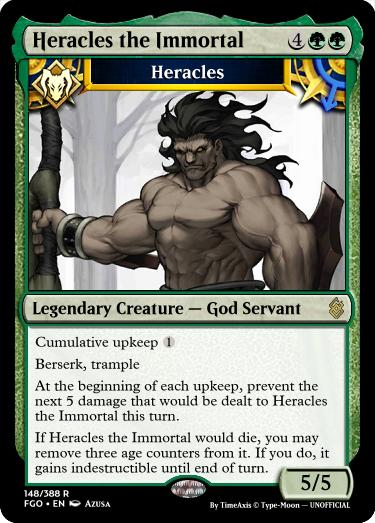 Heracles the Immortal 4
Heracles
Legendary Creature — God Servant
Cumulative upkeep 1
Berserk, trample
At the beginning of each upkeep, prevent the
next 5 damage that would be dealt to Heracles
the Immortal this turn.
If Heracles the Immortal would die, you may
remove three age counters from it. If you do, it
gains indestructible until end of turn.
5/5
148/388 R
FGO • EN AZUSA
By TimeAxis © Type-Moon — UNOFFICIAL